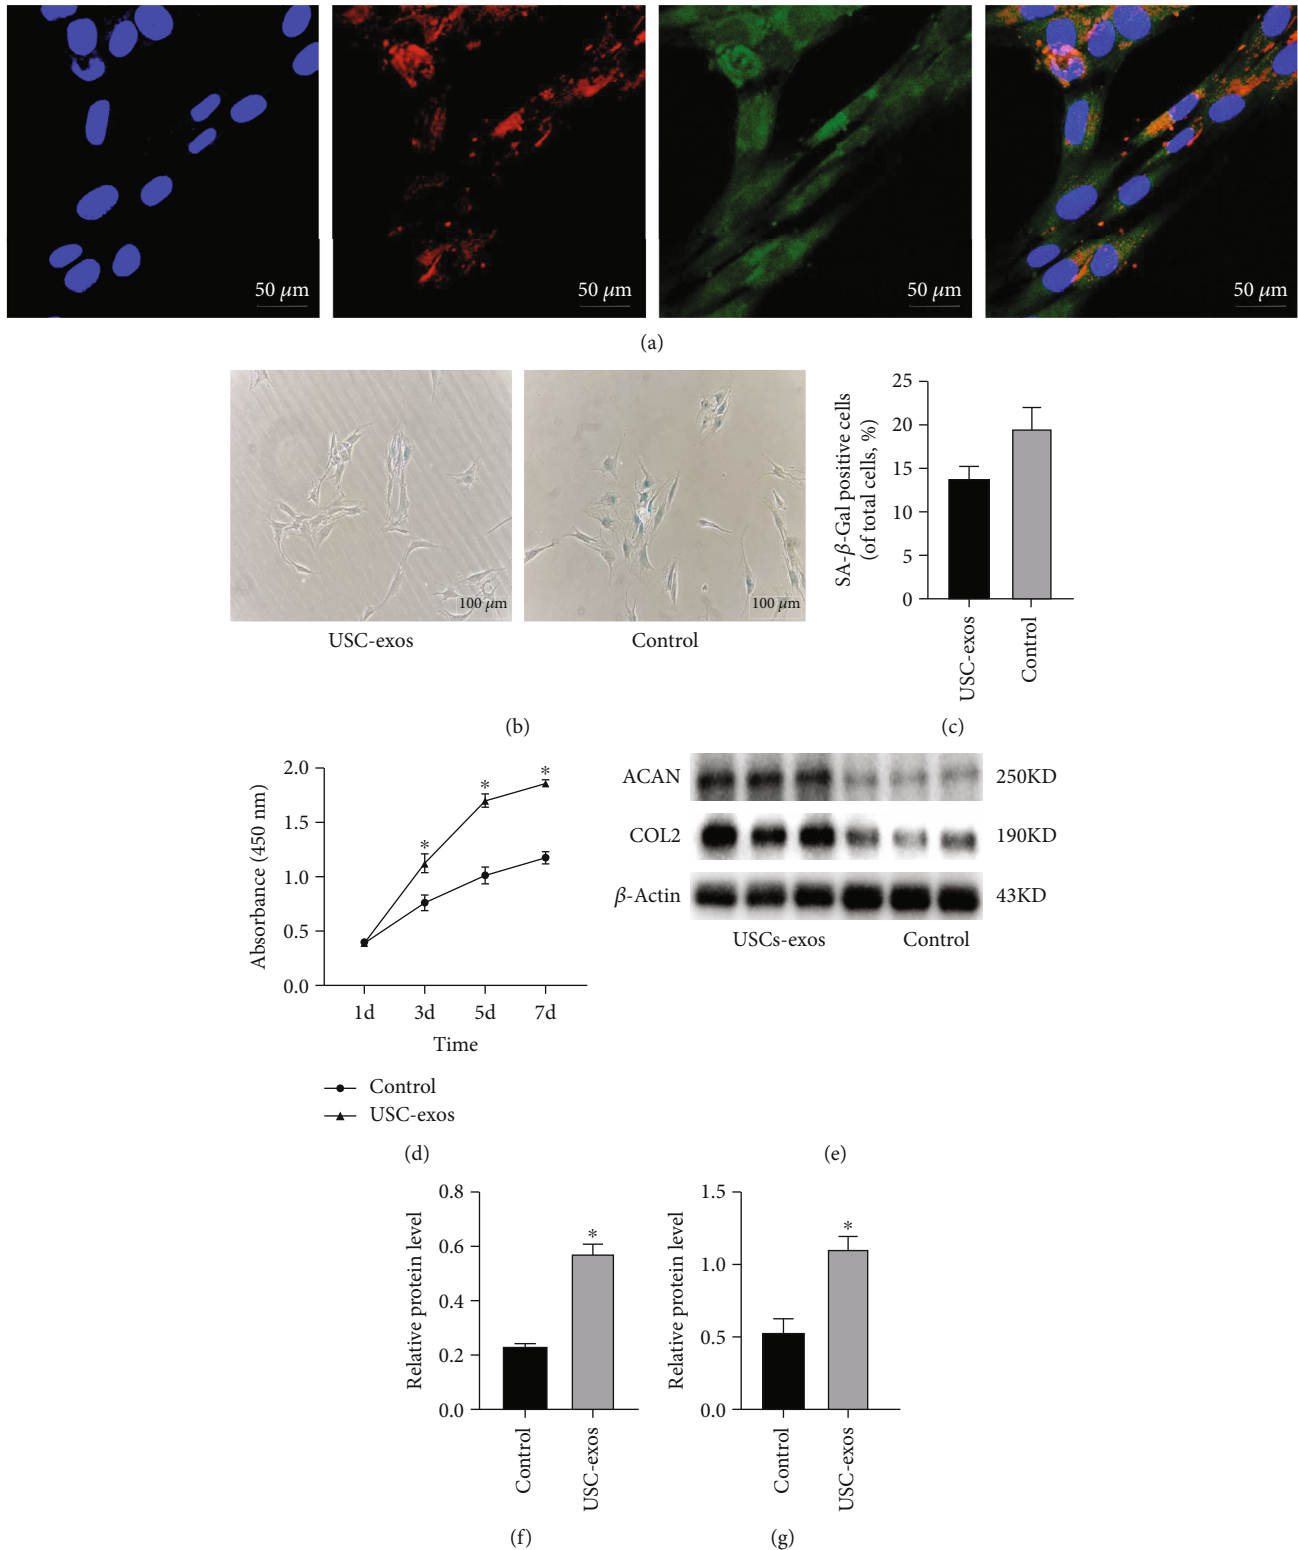 50 μm
50 μm
50 μm
50 μm
(a)
100 μm
100 μm
USC-exos
Control
(b)
SA-β-Gal positive cells
(of total cells, %)
25
20
15
10
5
0
USC-exos
Control
(c)
Absorbance (450 nm)
2.0
1.5
1.0
0.5
0.0
1d
3d
5d
7d
*
*
*
Time
Control
USC-exos
(d)
ACAN
250KD
COL2
190KD
β-Actin
43KD
USCs-exos
Control
(e)
Relative protein level
0.8
0.6
0.4
0.2
0.0
*
Control
USC-exos
(f)
Relative protein level
1.5
1.0
0.5
0.0
*
Control
USC-exos
(g)